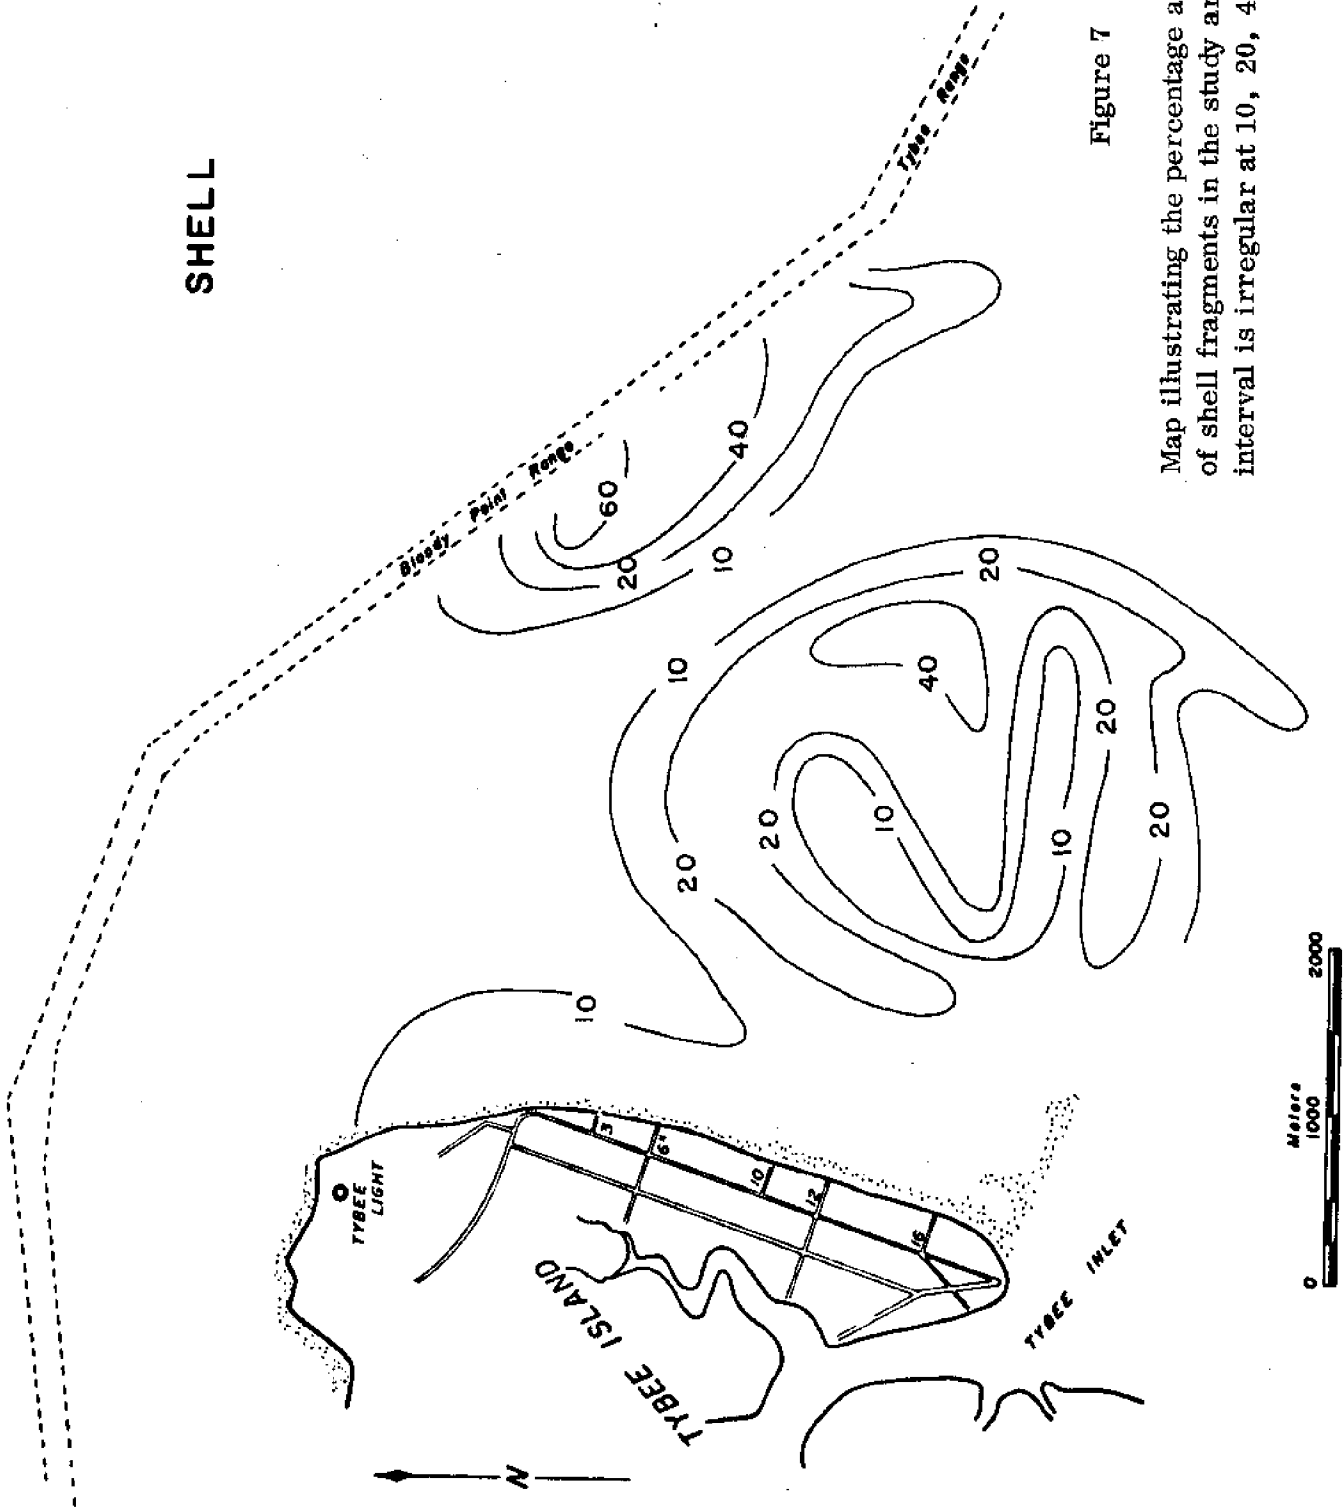 SHELL
Bloody Point Range
Tybee Range
60
40
20
10
10
20
40
20
10
20
10
20
10
20
10
TYBEE
LIGHT
3
6
10
12
16
TYBEE ISLAND
TYBEE INLET
N
0 1000 2000
Meters
Figure 7
Map illustrating the percentage a
of shell fragments in the study ar
interval is irregular at 10, 20, 4